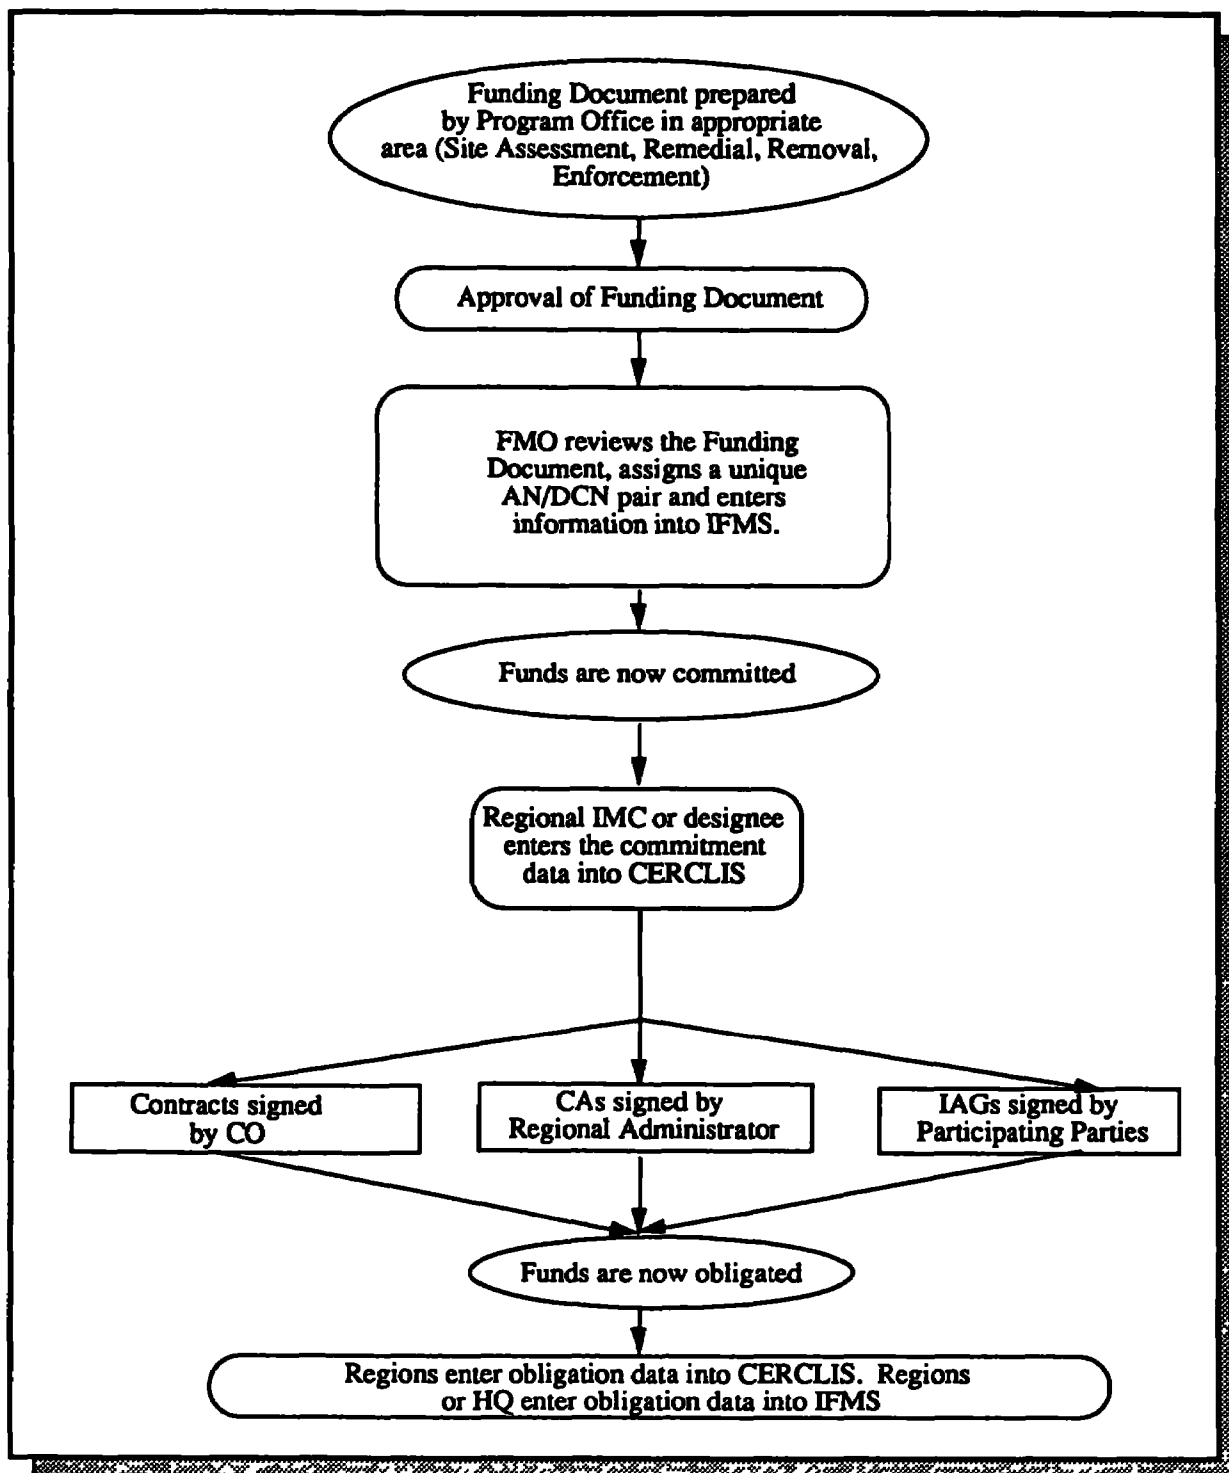 Funding Document prepared
by Program Office in appropriate
area (Site Assessment, Remedial, Removal,
Enforcement)
Approval of Funding Document
FMO reviews the Funding
Document, assigns a unique
AN/DCN pair and enters
information into IFMS.
Funds are now committed
Regional IMC or designee
enters the commitment
data into CERCLIS
Contracts signed
by CO
CAs signed by
Regional Administrator
IAGs signed by
Participating Parties
Funds are now obligated
Regions enter obligation data into CERCLIS. Regions
or HQ enter obligation data into IFMS